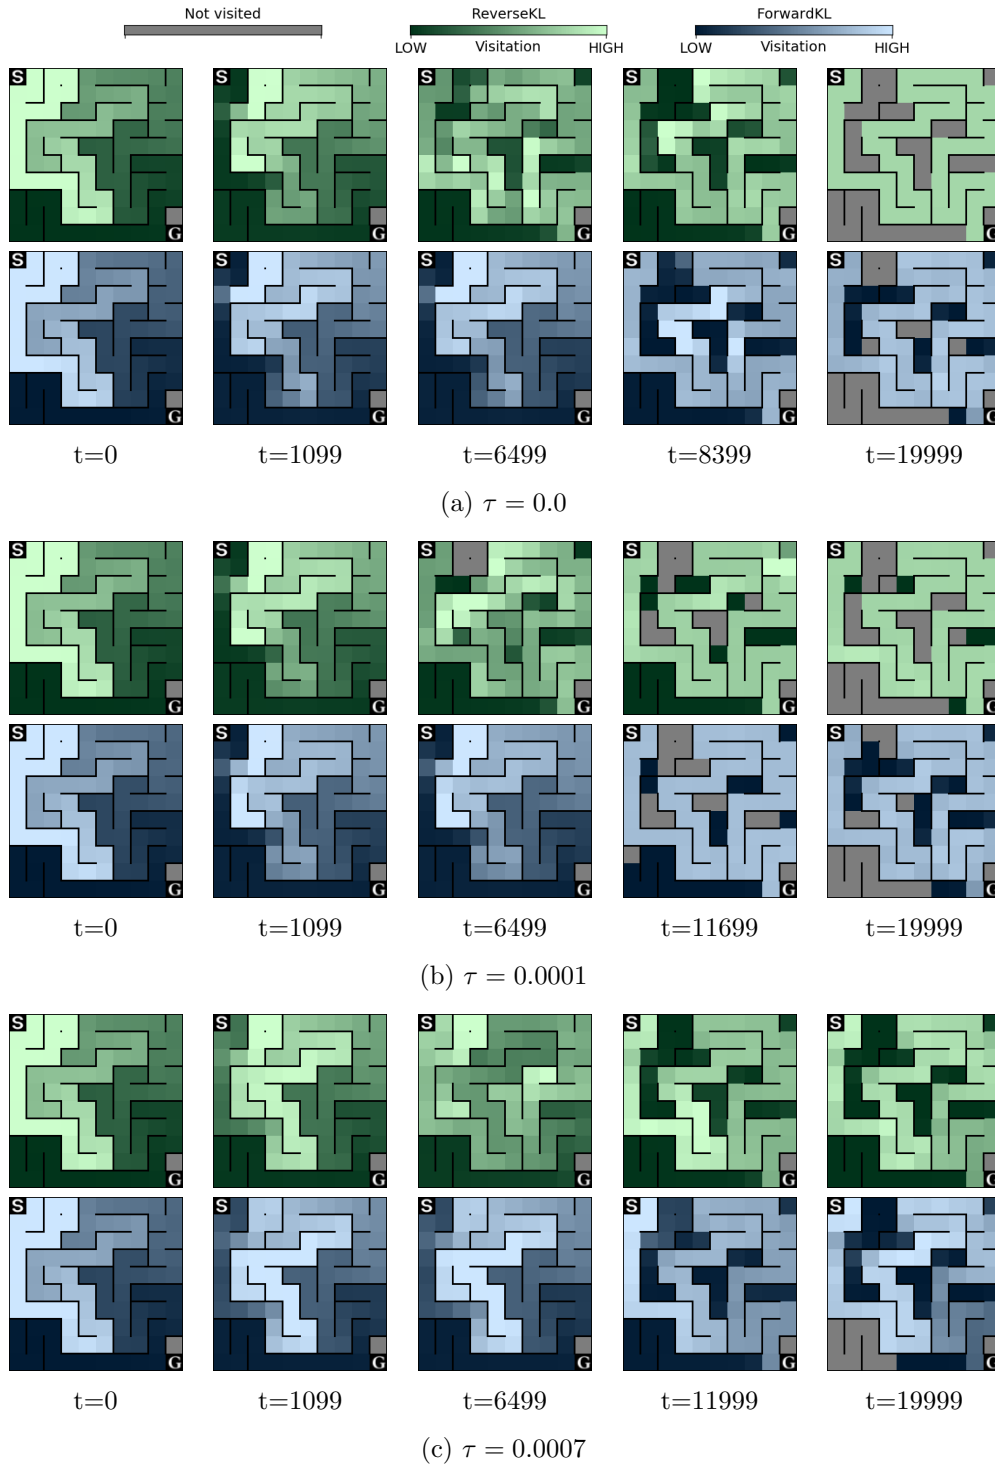 Not visited ReverseKL ForwardKL
LOW Visitation HIGH LOW Visitation HIGH
S S S S S
G G G G G
S S S S S
G G G G G
t=0 t=1099 t=6499 t=8399 t=19999
(a) τ = 0.0
S S S S S
G G G G G
S S S S S
G G G G G
t=0 t=1099 t=6499 t=11699 t=19999
(b) τ = 0.0001
S S S S S
G G G G G
S S S S S
G G G G G
t=0 t=1099 t=6499 t=11999 t=19999
(c) τ = 0.0007